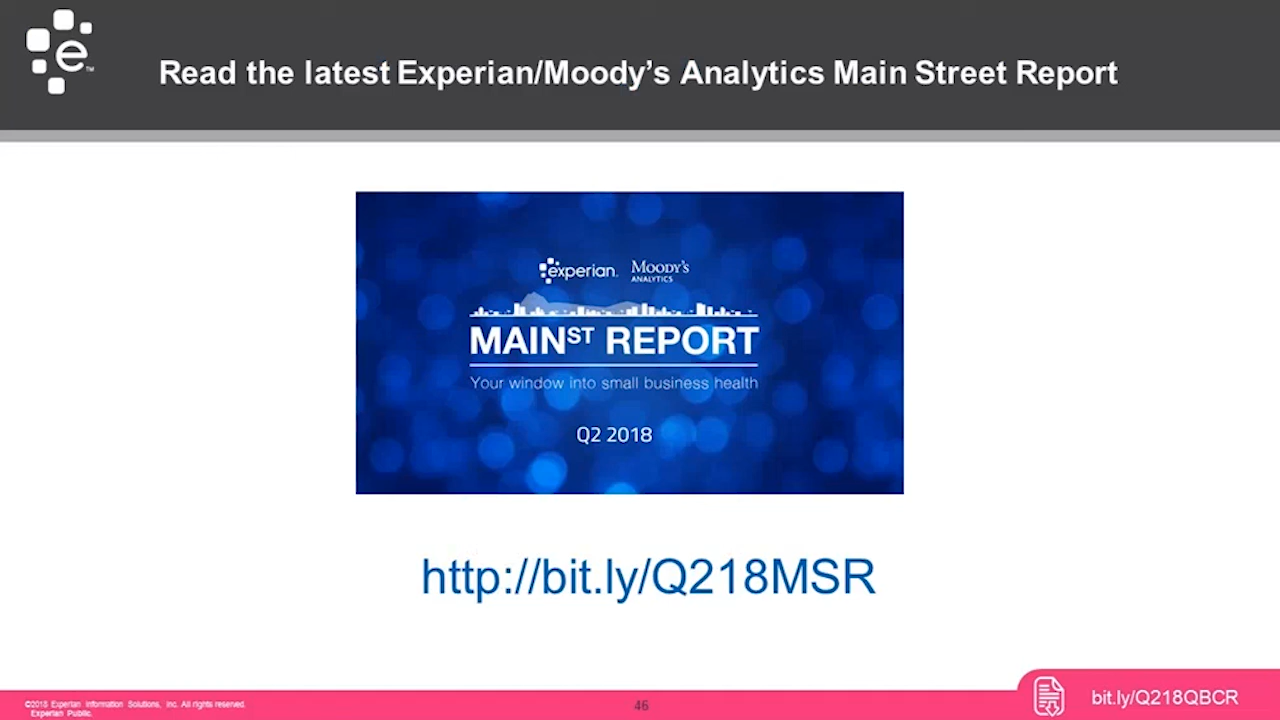 e™
Read the latest Experian/Moody's Analytics Main Street Report
experian.
MOODY'S
ANALYTICS
MAINST REPORT
Your window into small business health
Q2 2018
http://bit.ly/Q218MSR
©2018 Experian Information Solutions, Inc. All rights reserved.
Experian Public.
46
bit.ly/Q218QBCR